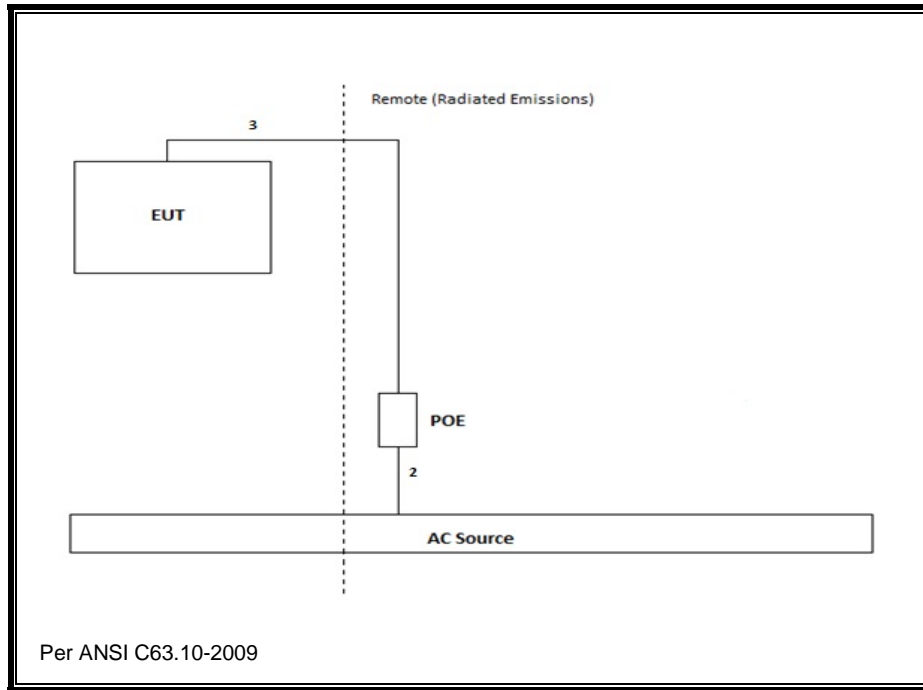 Remote (Radiated Emissions)
3
EUT
POE
2
AC Source
Per ANSI C63.10-2009